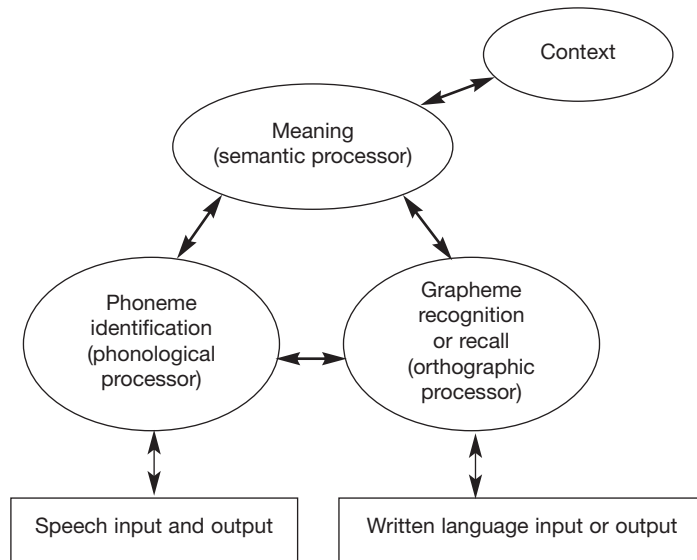 Context
Meaning
(semantic processor)
Phoneme
identification
(phonological
processor)
Grapheme
recognition
or recall
(orthographic
processor)
Speech input and output
Written language input or output